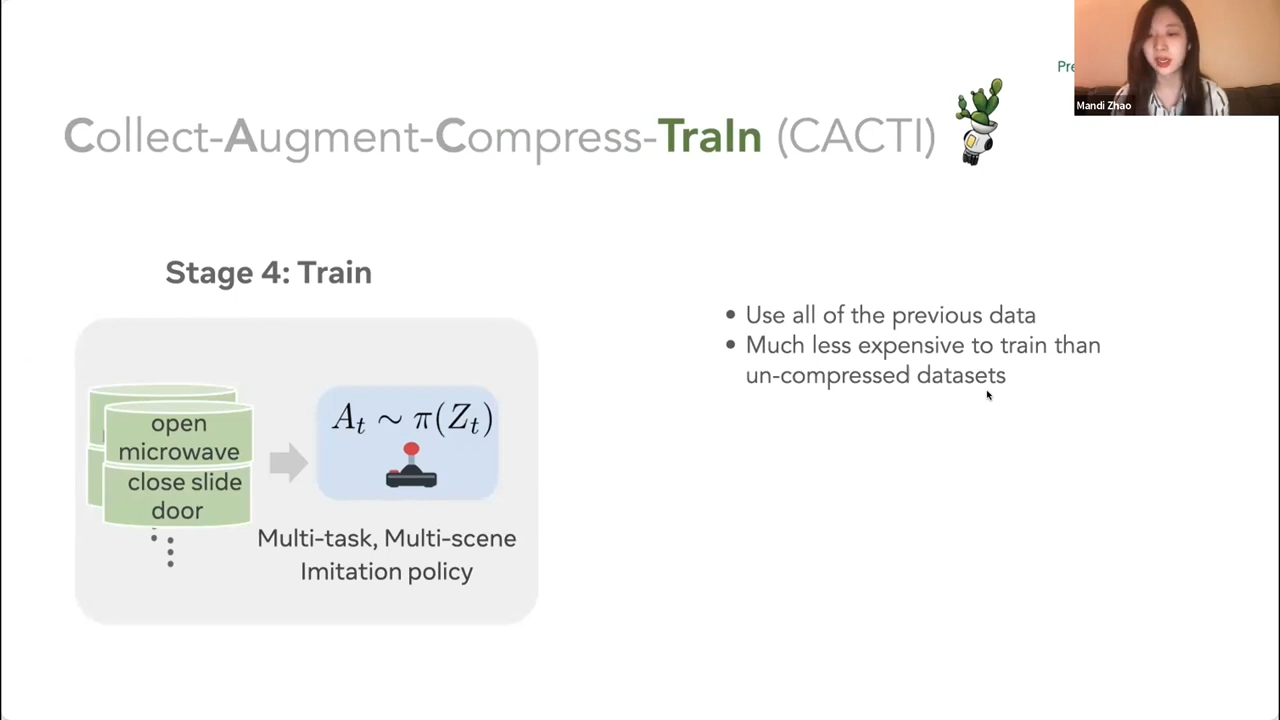 Pre
Mandi Zhao
Collect-Augment-Compress-TraIn (CACTI)
Stage 4: Train
open
microwave
close slide
door
A_t ∼ π(Z_t)
Multi-task, Multi-scene
Imitation policy
• Use all of the previous data
• Much less expensive to train than
un-compressed datasets